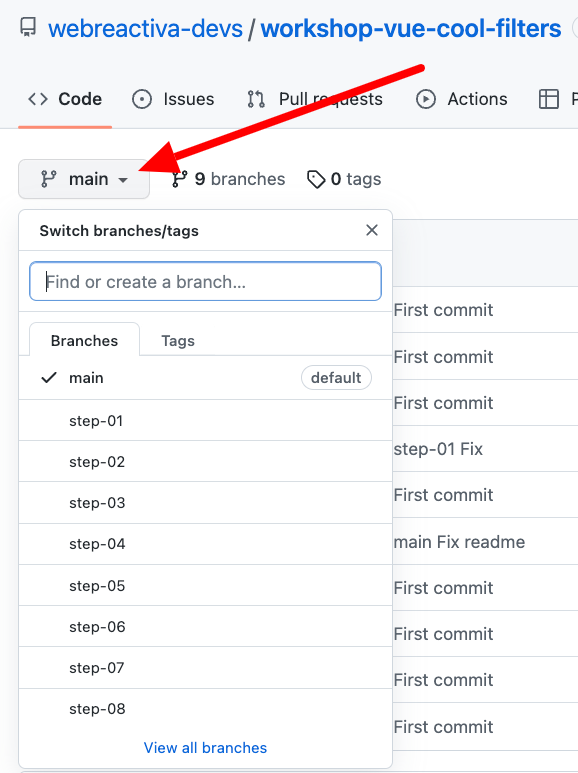 webreactiva-devs / workshop-vue-cool-filters
Code Issues Pull requests Actions P
main 9 branches 0 tags
Switch branches/tags
Find or create a branch...
Branches Tags
main default
step-01
step-02
step-03
step-04
step-05
step-06
step-07
step-08
View all branches
First commit
First commit
First commit
step-01 Fix
First commit
main Fix readme
First commit
First commit
First commit
First commit